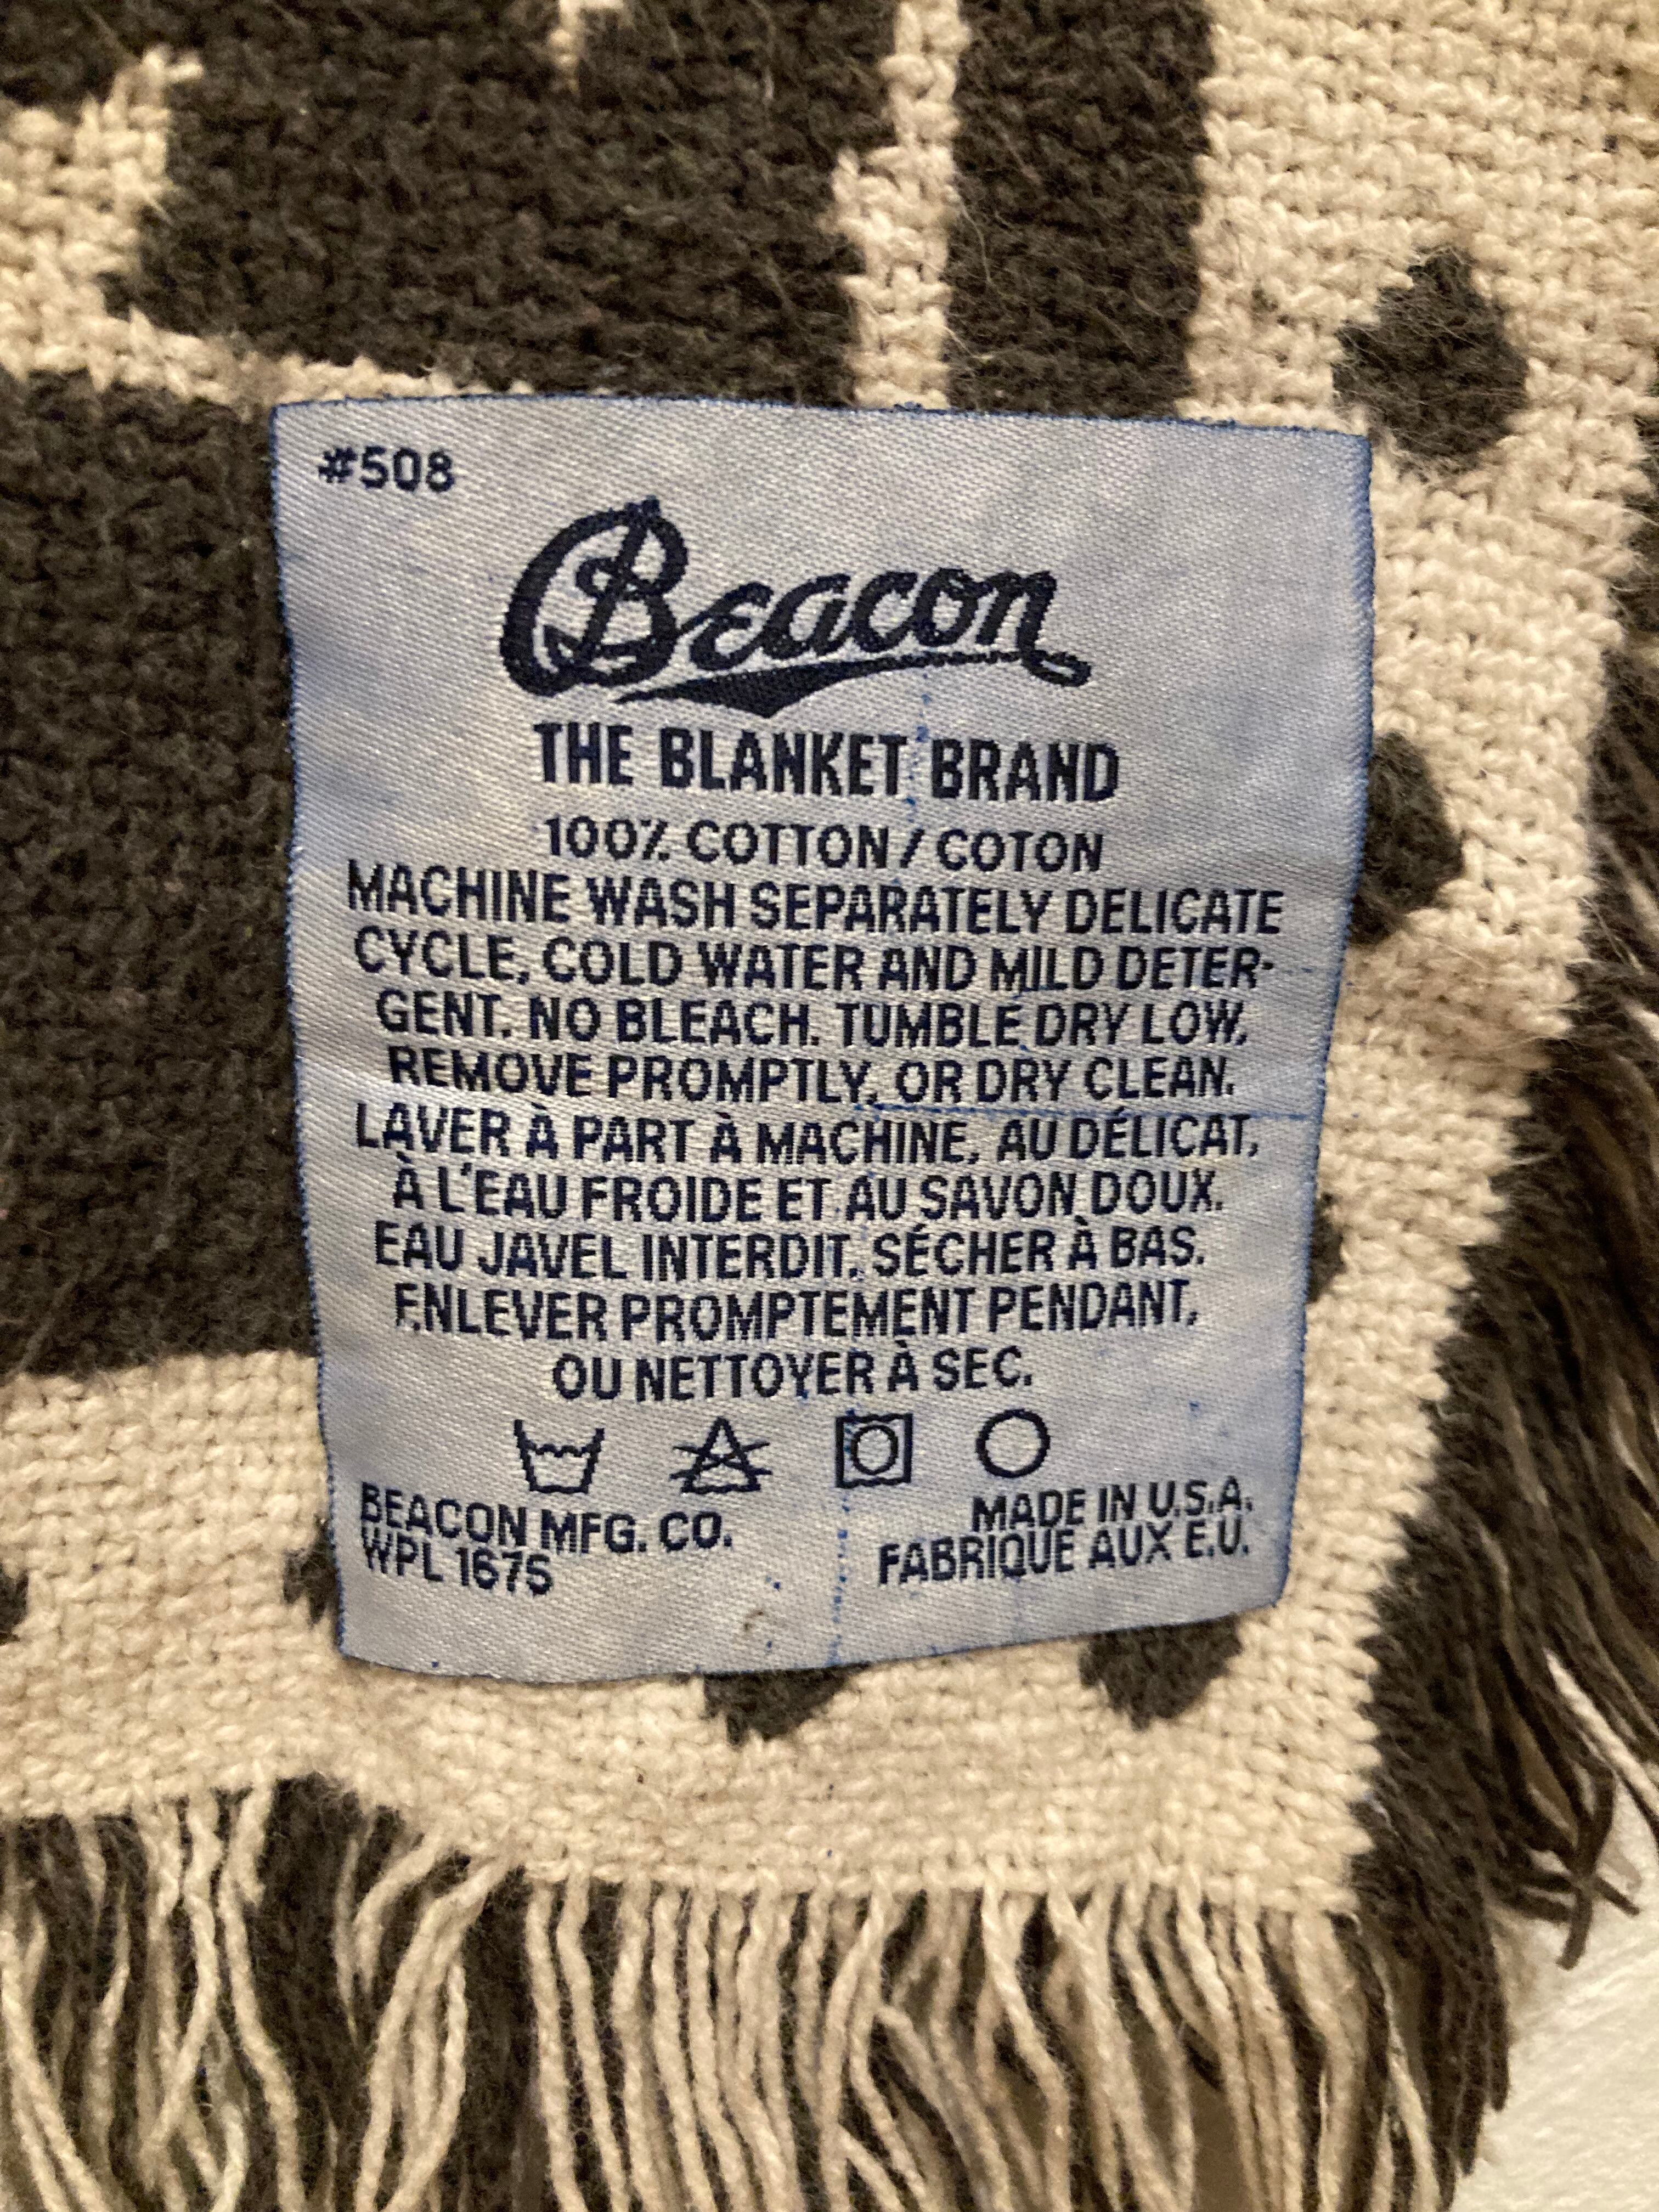 #508
Beacon
THE BLANKET BRAND
100% COTTON / COTON
MACHINE WASH SEPARATELY DELICATE
CYCLE, COLD WATER AND MILD DETER-
GENT. NO BLEACH. TUMBLE DRY LOW,
REMOVE PROMPTLY, OR DRY CLEAN.
LAVER À PART À MACHINE, AU DÉLICAT,
À L'EAU FROIDE ET AU SAVON DOUX.
EAU JAVEL INTERDIT. SÉCHER À BAS.
ENLEVER PROMPTEMENT PENDANT,
OU NETTOYER À SEC.
BEACON MFG. CO.
WPL 1675
MADE IN U.S.A.
FABRIQUE AUX E.U.